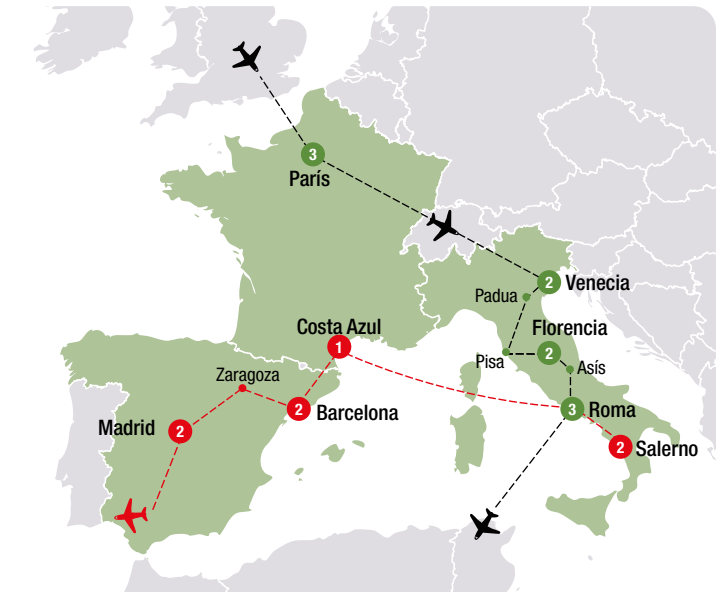 3
París
2 Venecia
Padua
Florencia
2
Costa Azul
1
Pisa
Asís
Zaragoza
2 Barcelona
3 Roma
Madrid 2
2 Salerno